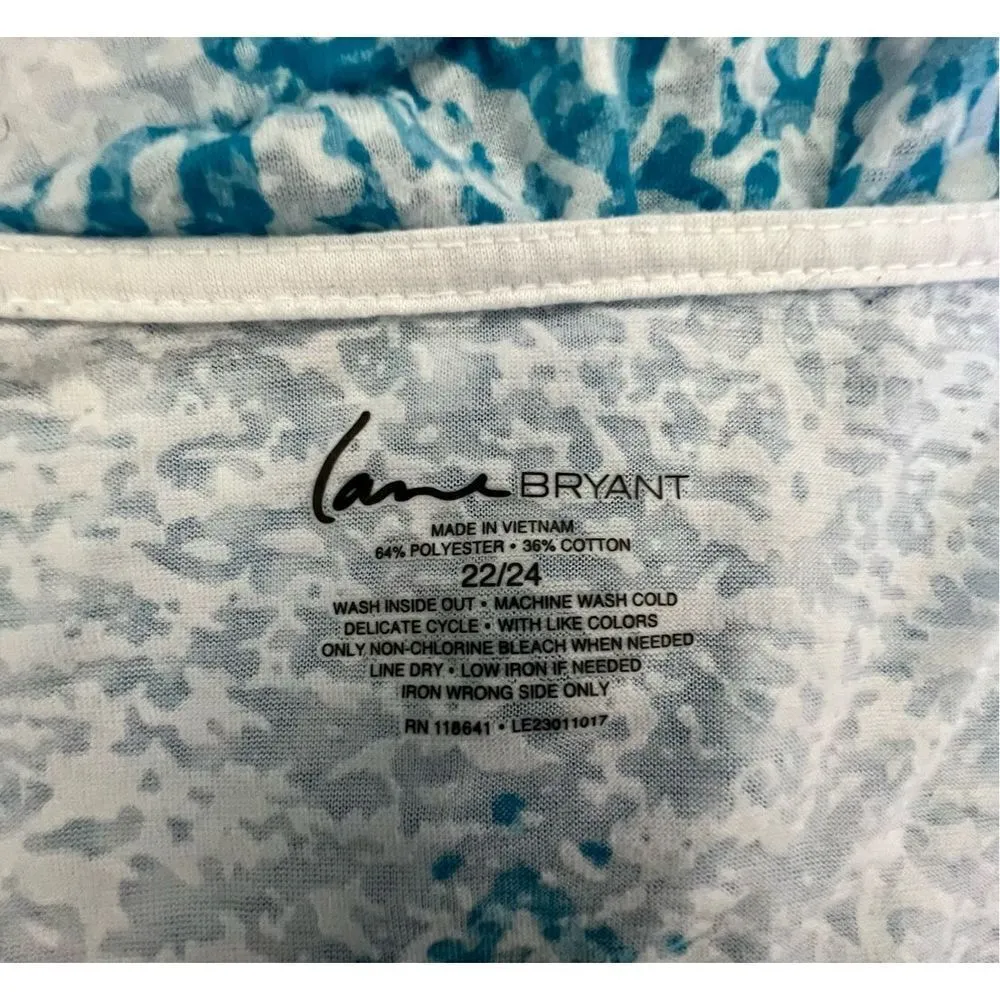 Lane BRYANT
MADE IN VIETNAM
64% POLYESTER • 36% COTTON
22/24
WASH INSIDE OUT • MACHINE WASH COLD
DELICATE CYCLE • WITH LIKE COLORS
ONLY NON-CHLORINE BLEACH WHEN NEEDED
LINE DRY • LOW IRON IF NEEDED
IRON WRONG SIDE ONLY
RN 118641 • LE23011017